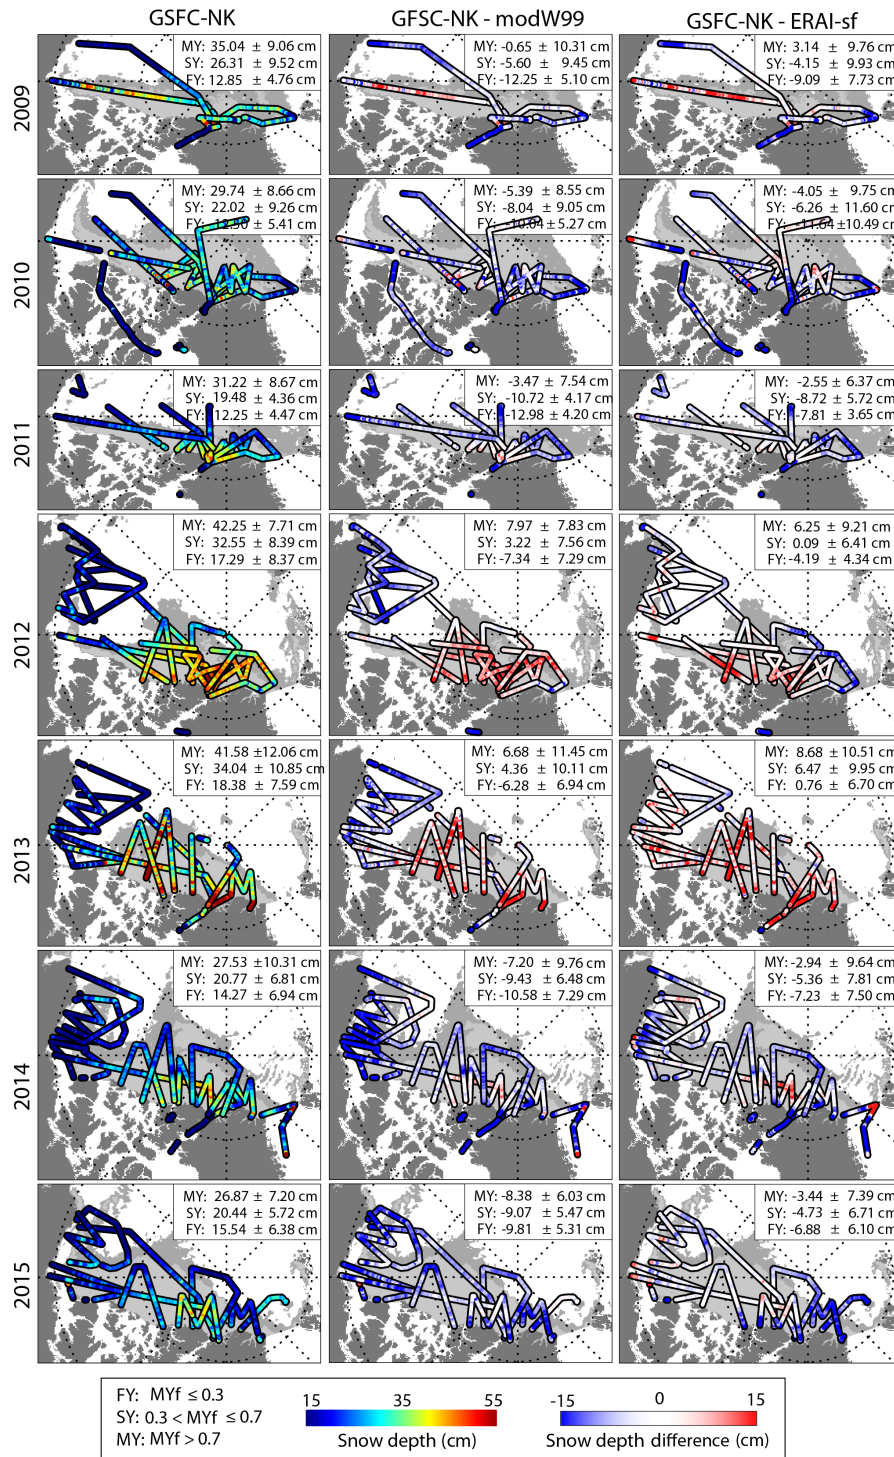 GSFC-NK
GFSC-NK - modW99
GSFC-NK - ERAI-sf
2009
MY: 35.04 ± 9.06 cm
SY: 26.31 ± 9.52 cm
FY: 12.85 ± 4.76 cm
MY: -0.65 ± 10.31 cm
SY: -5.60 ± 9.45 cm
FY: -12.25 ± 5.10 cm
MY: 3.14 ± 9.76 cm
SY: -4.15 ± 9.93 cm
FY: -9.09 ± 7.73 cm
2010
MY: 29.74 ± 8.66 cm
SY: 22.02 ± 9.26 cm
FY: 12.50 ± 5.41 cm
MY: -5.39 ± 8.55 cm
SY: -8.04 ± 9.05 cm
FY: -10.04 ± 5.27 cm
MY: -4.05 ± 9.75 cm
SY: -6.26 ± 11.60 cm
FY: -11.64 ±10.49 cm
2011
MY: 31.22 ± 8.67 cm
SY: 19.48 ± 4.36 cm
FY: 12.25 ± 4.47 cm
MY: -3.47 ± 7.54 cm
SY: -10.72 ± 4.17 cm
FY: -12.98 ± 4.20 cm
MY: -2.55 ± 6.37 cm
SY: -8.72 ± 5.72 cm
FY: -7.81 ± 3.65 cm
2012
MY: 42.25 ± 7.71 cm
SY: 32.55 ± 8.39 cm
FY: 17.29 ± 8.37 cm
MY: 7.97 ± 7.83 cm
SY: 3.22 ± 7.56 cm
FY: -7.34 ± 7.29 cm
MY: 6.25 ± 9.21 cm
SY: 0.09 ± 6.41 cm
FY: -4.19 ± 4.34 cm
2013
MY: 41.58 ±12.06 cm
SY: 34.04 ± 10.85 cm
FY: 18.38 ± 7.59 cm
MY: 6.68 ± 11.45 cm
SY: 4.36 ± 10.11 cm
FY: -6.28 ± 6.94 cm
MY: 8.68 ± 10.51 cm
SY: 6.47 ± 9.95 cm
FY: 0.76 ± 6.70 cm
2014
MY: 27.53 ±10.31 cm
SY: 20.77 ± 6.81 cm
FY: 14.27 ± 6.94 cm
MY: -7.20 ± 9.76 cm
SY: -9.43 ± 6.48 cm
FY: -10.58 ± 7.29 cm
MY: -2.94 ± 9.64 cm
SY: -5.36 ± 7.81 cm
FY: -7.23 ± 7.50 cm
2015
MY: 26.87 ± 7.20 cm
SY: 20.44 ± 5.72 cm
FY: 15.54 ± 6.38 cm
MY: -8.38 ± 6.03 cm
SY: -9.07 ± 5.47 cm
FY: -9.81 ± 5.31 cm
MY: -3.44 ± 7.39 cm
SY: -4.73 ± 6.71 cm
FY: -6.88 ± 6.10 cm
FY: MYf ≤ 0.3
SY: 0.3 < MYf ≤ 0.7
MY: MYf > 0.7
15 35 55
Snow depth (cm)
-15 0 15
Snow depth difference (cm)